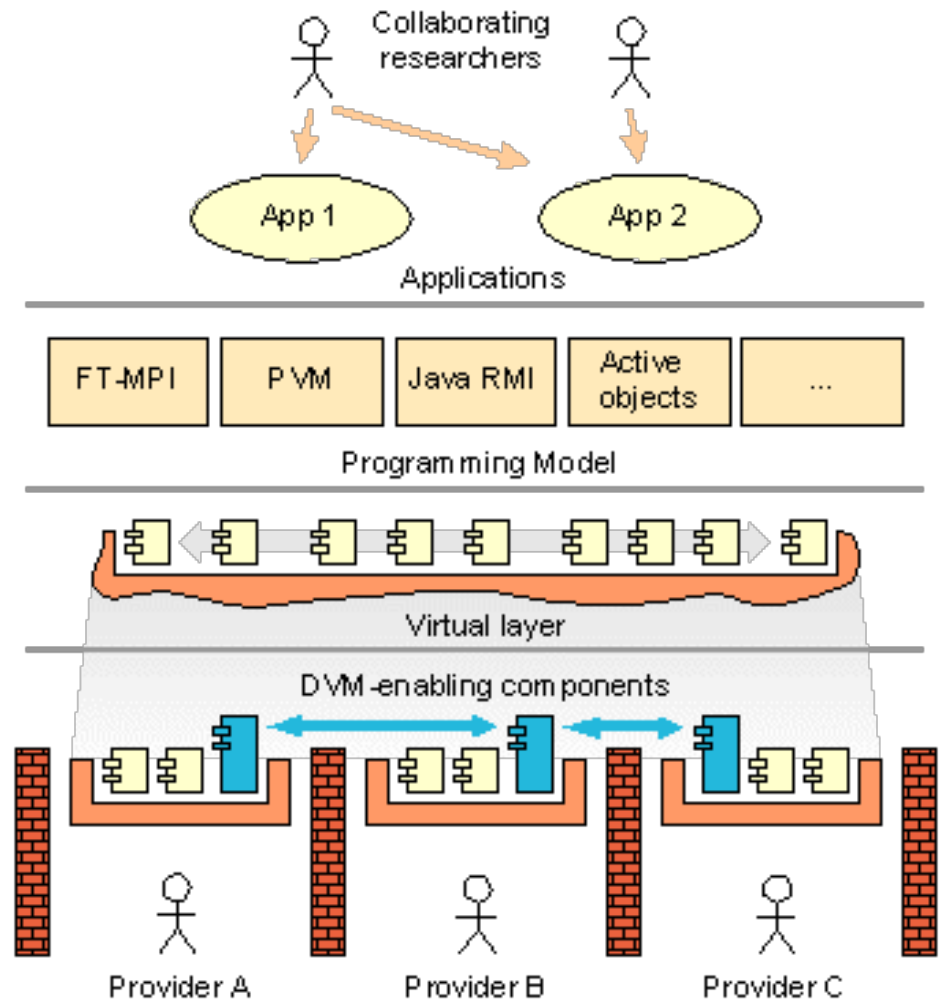 Collaborating
researchers
App 1
App 2
Applications
FT-MPI
PVM
Java RMI
Active
objects
...
Programming Model
Virtual layer
DVM-enabling components
Provider A
Provider B
Provider C